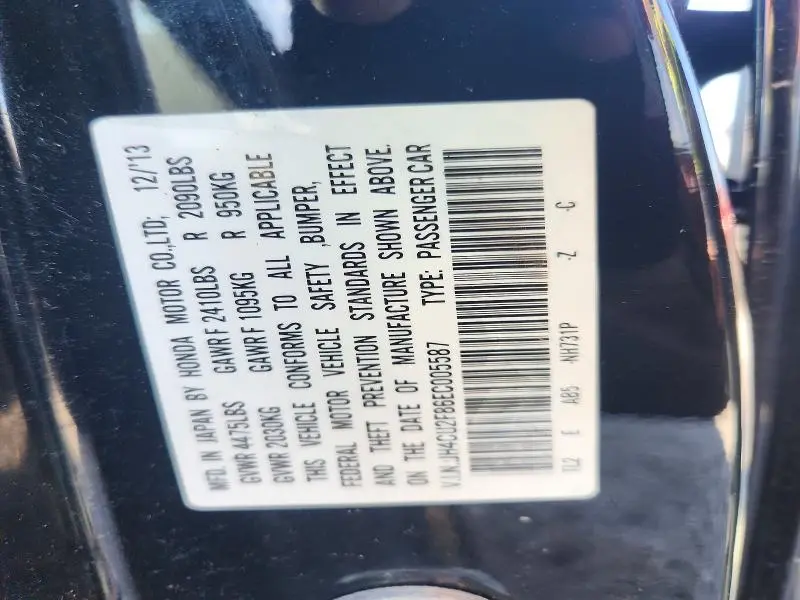 MFD. IN JAPAN BY HONDA MOTOR CO.,LTD; 12/'13
GVWR 4475LBS GAWR F 2410LBS R 2090LBS
GVWR 2030KG GAWR F 1095KG R 950KG
THIS VEHICLE CONFORMS TO ALL APPLICABLE
FEDERAL MOTOR VEHICLE SAFETY ,BUMPER,
AND THEFT PREVENTION STANDARDS IN EFFECT
ON THE DATE OF MANUFACTURE SHOWN ABOVE.
V.I.N.JH4CU2F86EC005587 TYPE: PASSENGER CAR
TL2 E A05 -NH731P -Z -C